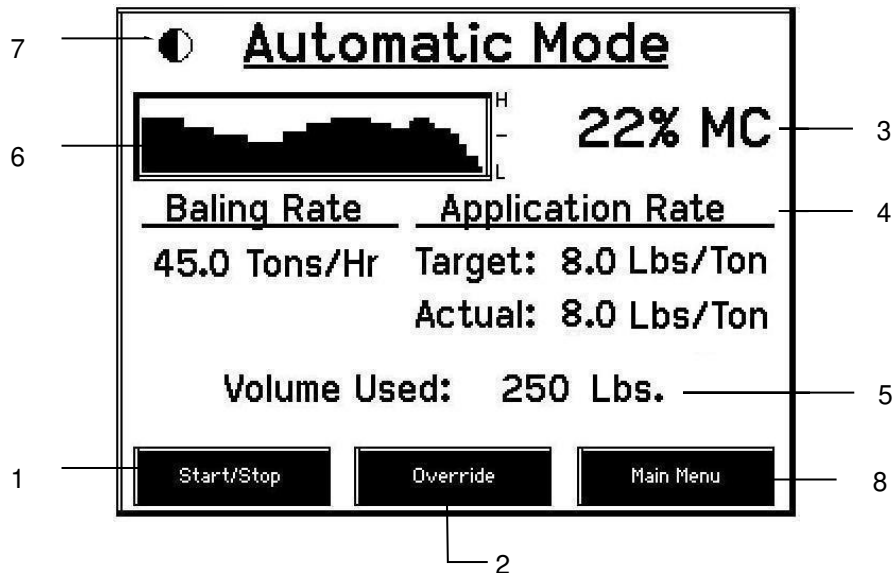 7 Automatic Mode
H
22% MC 3
–
6
L
Baling Rate Application Rate 4
45.0 Tons/Hr Target: 8.0 Lbs/Ton
Actual: 8.0 Lbs/Ton
Volume Used: 250 Lbs. 5
1 Start/Stop Override Main Menu 8
2